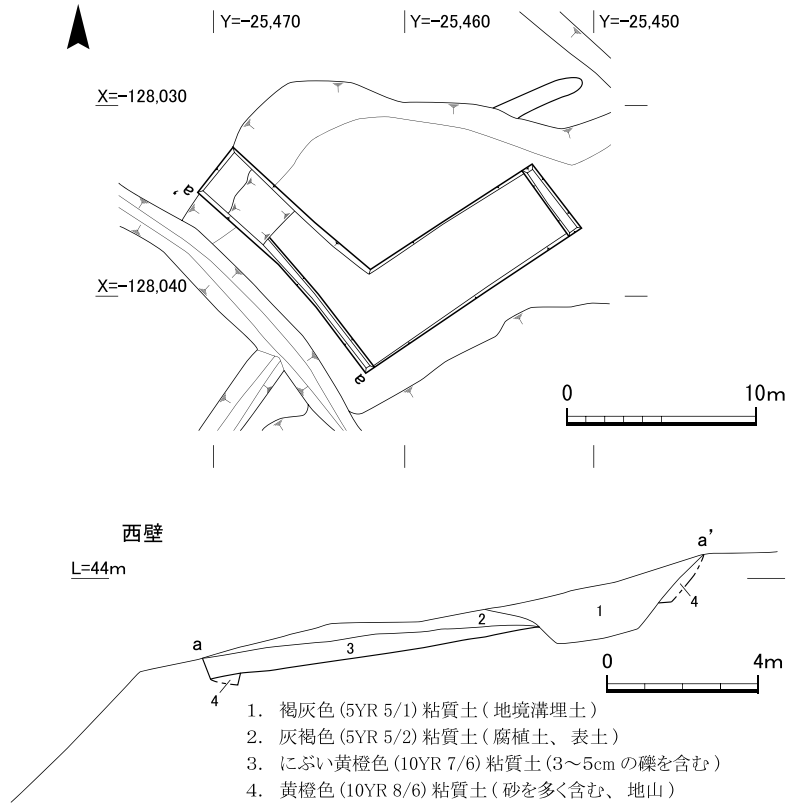 Y=-25,470 Y=-25,460 Y=-25,450
X=-128,030
a'
X=-128,040
a
0 10m
西壁
a'
L=44m
1
4
2
a
3
0 4m
4
1. 褐灰色 (5YR 5/1) 粘質土 ( 地境溝埋土 )
2. 灰褐色 (5YR 5/2) 粘質土 ( 腐植土、表土 )
3. にぶい黄橙色 (10YR 7/6) 粘質土 (3～5cm の礫を含む )
4. 黄橙色 (10YR 8/6) 粘質土 ( 砂を多く含む、地山 )